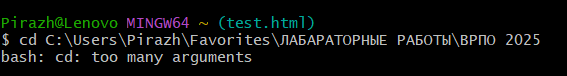 Pirazh@Lenovo MINGW64 ~ (test.html)
$ cd C:\Users\Pirazh\Favorites\ЛАБАРАТОРНЫЕ РАБОТЫ\ВРПО 2025
bash: cd: too many arguments